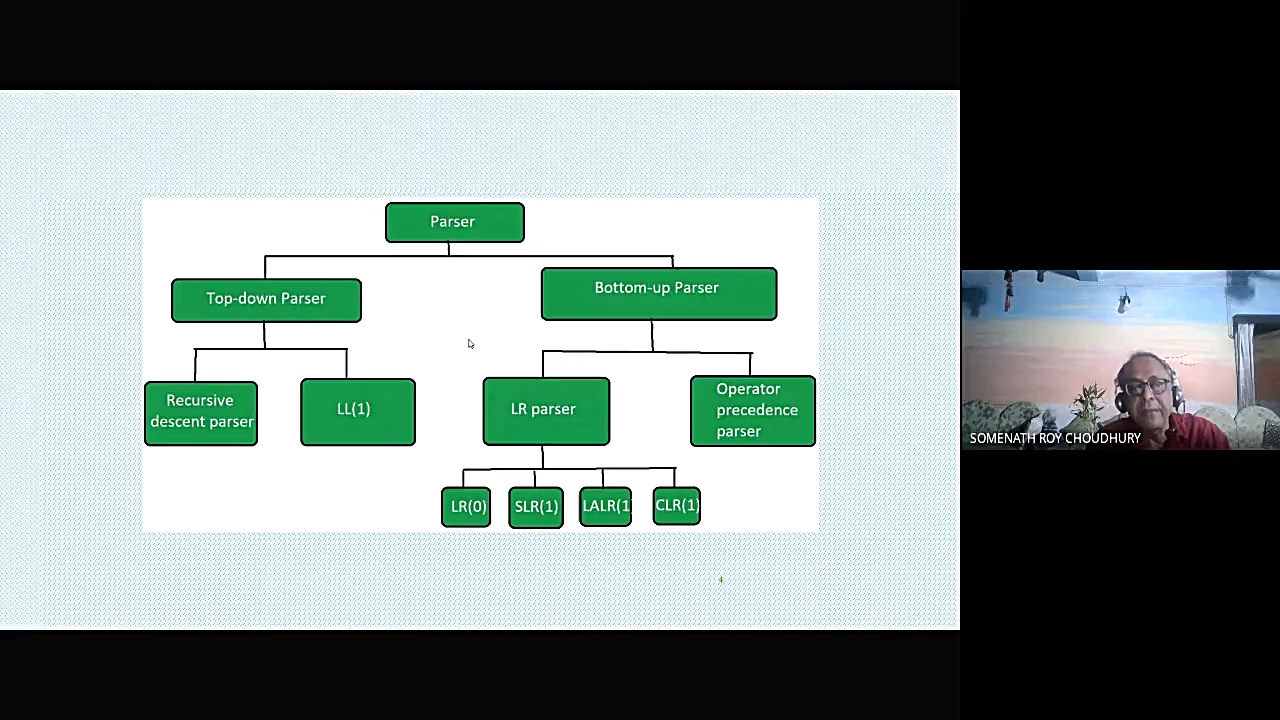 Parser
Top-down Parser
Bottom-up Parser
Recursive
descent parser
LL(1)
LR parser
Operator
precedence
parser
LR(0)
SLR(1)
LALR(1
CLR(1)
4
SOMENATH ROY CHOUDHURY